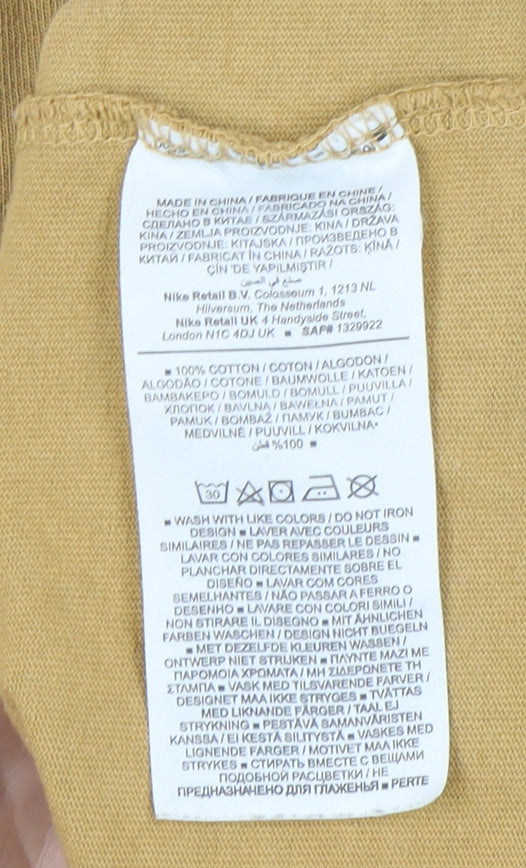 MADE IN CHINA / FABRIQUE EN CHINE /
HECHO EN CHINA / FABRICADO NA CHINA /
СДЕЛАНО В КИТАЕ / SZÁRMAZÁSI ORSZÁG:
KÍNA / ZEMLJA PROIZVODNJE: KINA / DRŽAVA
PROIZVODNJE: KITAJSKA / ПРОИЗВЕДЕНО В
КИТАЙ / FABRICAT ÎN CHINA / RAŽOTS: ĶĪNĀ /
ÇİN 'DE YAPILMIŞTIR /
صنع في الصين
Nike Retail B.V. Colosseum 1, 1213 NL
Hilversum, The Netherlands
Nike Retail UK 4 Handyside Street,
London N1C 4DJ UK ■ SAP# 1329922
■ 100% COTTON / COTON / ALGODON /
ALGODÃO / COTONE / BAUMWOLLE / KATOEN /
ΒΑΜΒΑΚΕΡΟ / BOMULD / BOMULL / PUUVILLA /
ХЛОПОК / BAVLNA / BAWEŁNA / PAMUT /
PAMUK / BOMBAŽ / ПАМУК / BUMBAC /
MEDVILNĖ / PUUVILL / KOKVILNA
%100 قطن ■
30
■ WASH WITH LIKE COLORS / DO NOT IRON
DESIGN ■ LAVER AVEC COULEURS
SIMILAIRES / NE PAS REPASSER LE DESSIN ■
LAVAR CON COLORES SIMILARES / NO
PLANCHAR DIRECTAMENTE SOBRE EL
DISEÑO ■ LAVAR COM CORES
SEMELHANTES / NÃO PASSAR A FERRO O
DESENHO ■ LAVARE CON COLORI SIMILI /
NON STIRARE IL DISEGNO ■ MIT ÄHNLICHEN
FARBEN WASCHEN / DESIGN NICHT BUEGELN
■ MET DEZELFDE KLEUREN WASSEN /
ONTWERP NIET STRIJKEN ■ ΠΛΥΝΤΕ ΜΑΖΙ ΜΕ
ΠΑΡΟΜΟΙΑ ΧΡΩΜΑΤΑ / ΜΗ ΣΙΔΕΡΩΝΕΤΕ ΤΗ
ΣΤΑΜΠΑ ■ VASK MED TILSVARENDE FARVER /
DESIGNET MAA IKKE STRYGES ■ TVÄTTAS
MED LIKNANDE FÄRGER / TAAL EJ
STRYKNING ■ PESTÄVÄ SAMANVÄRISTEN
KANSSA / EI KESTÄ SILITYSTÄ ■ VASKES MED
LIGNENDE FARGER / MOTIVET MAA IKKE
STRYKES ■ СТИРАТЬ ВМЕСТЕ С ВЕЩАМИ
ПОДОБНОЙ РАСЦВЕТКИ / НЕ
ПРЕДНАЗНАЧЕНО ДЛЯ ГЛАЖЕНЬЯ ■ PERTE